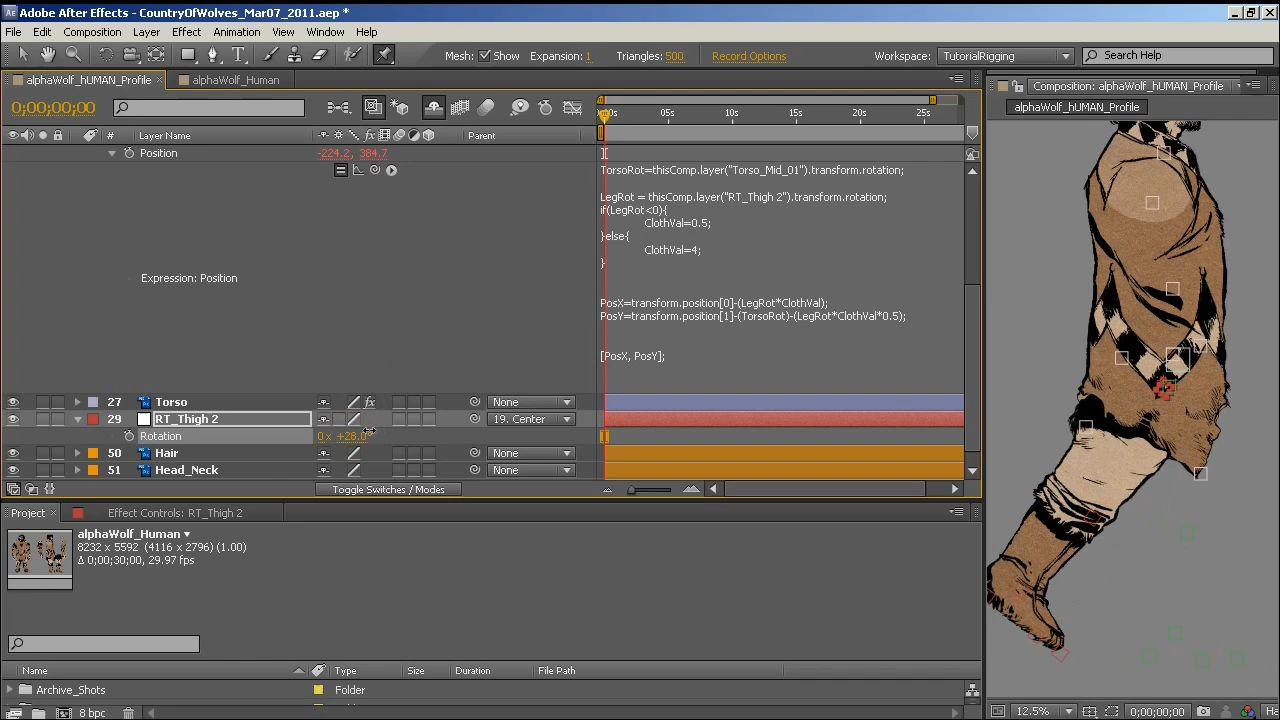 Adobe After Effects - CountryOfWolves_Mar07_2011.aep *
File Edit Composition Layer Effect Animation View Window Help
Mesh: Show Expansion: 1 Triangles: 500 Record Options Workspace: TutorialRigging Search Help
alphaWolf_hUMAN_Profile alphaWolf_Human
Composition: alphaWolf_hUMAN_Profile
alphaWolf_hUMAN_Profile
0;00;00;00
05s 10s 15s 20s 25s
# Layer Name fx Parent
Position -224.2, 384.7
TorsoRot=thisComp.layer("Torso_Mid_01").transform.rotation;
LegRot = thisComp.layer("RT_Thigh 2").transform.rotation;
if(LegRot<0){
ClothVal=0.5;
}else{
ClothVal=4;
}
Expression: Position
PosX=transform.position[0]-(LegRot*ClothVal);
PosY=transform.position[1]-(TorsoRot)-(LegRot*ClothVal*0.5);
[PosX, PosY];
27 Torso fx None
29 RT_Thigh 2 19. Center
Rotation 0x +28.0°
50 Hair None
51 Head_Neck None
Toggle Switches / Modes
Project Effect Controls: RT_Thigh 2
alphaWolf_Human
8232 x 5592 (4116 x 2796) (1.00)
Δ 0;00;30;00, 29.97 fps
Name Type Size Duration File Path
Archive_Shots Folder
8 bpc
12.5% 0;00;00;00